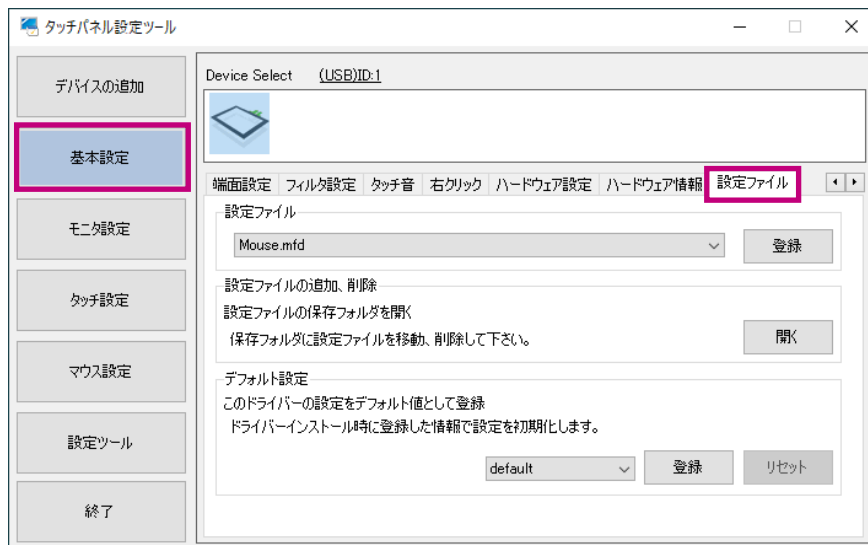 タッチパネル設定ツール
デバイスの追加
基本設定
モニタ設定
タッチ設定
マウス設定
設定ツール
終了
Device Select (USB)ID:1
端面設定 フィルタ設定 タッチ音 右クリック ハードウェア設定 ハードウェア情報 設定ファイル
設定ファイル
Mouse.mfd 登録
設定ファイルの追加、削除
設定ファイルの保存フォルダを開く
保存フォルダに設定ファイルを移動、削除して下さい。 開く
デフォルト設定
このドライバーの設定をデフォルト値として登録
ドライバーインストール時に登録した情報で設定を初期化します。
default 登録 リセット